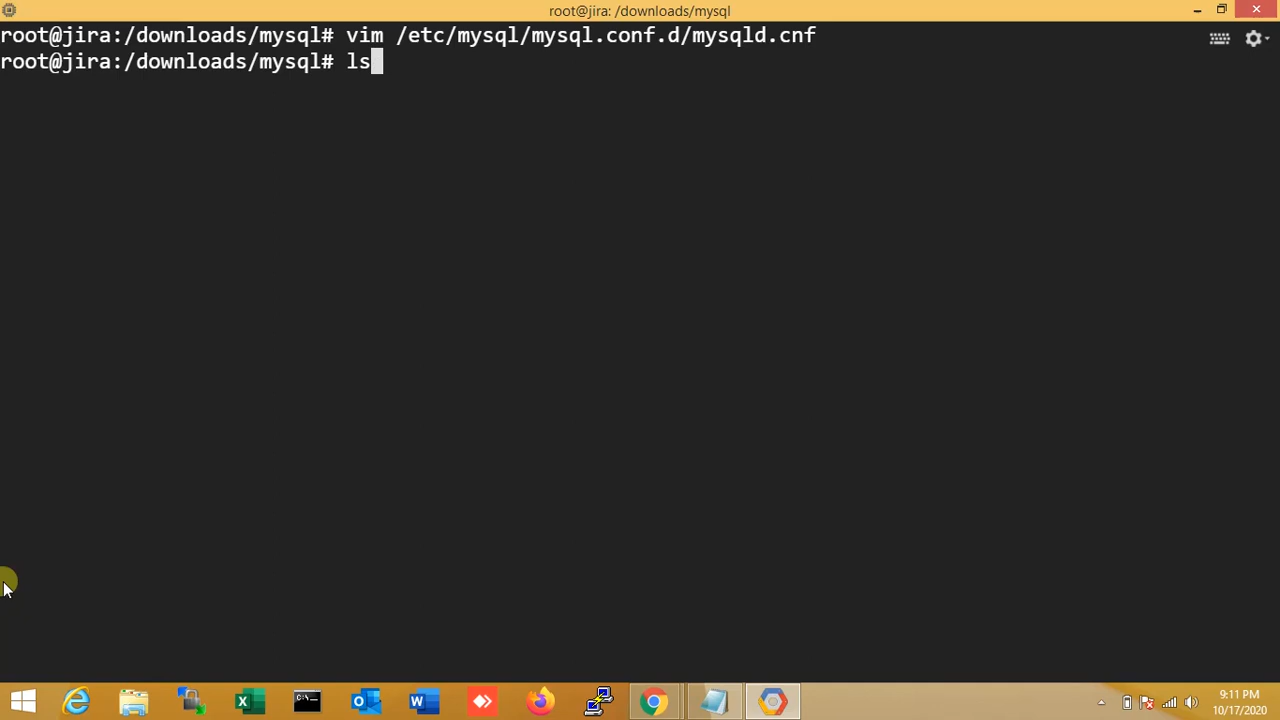 root@jira: /downloads/mysql
root@jira:/downloads/mysql# vim /etc/mysql/mysql.conf.d/mysqld.cnf
root@jira:/downloads/mysql# ls
9:11 PM
10/17/2020